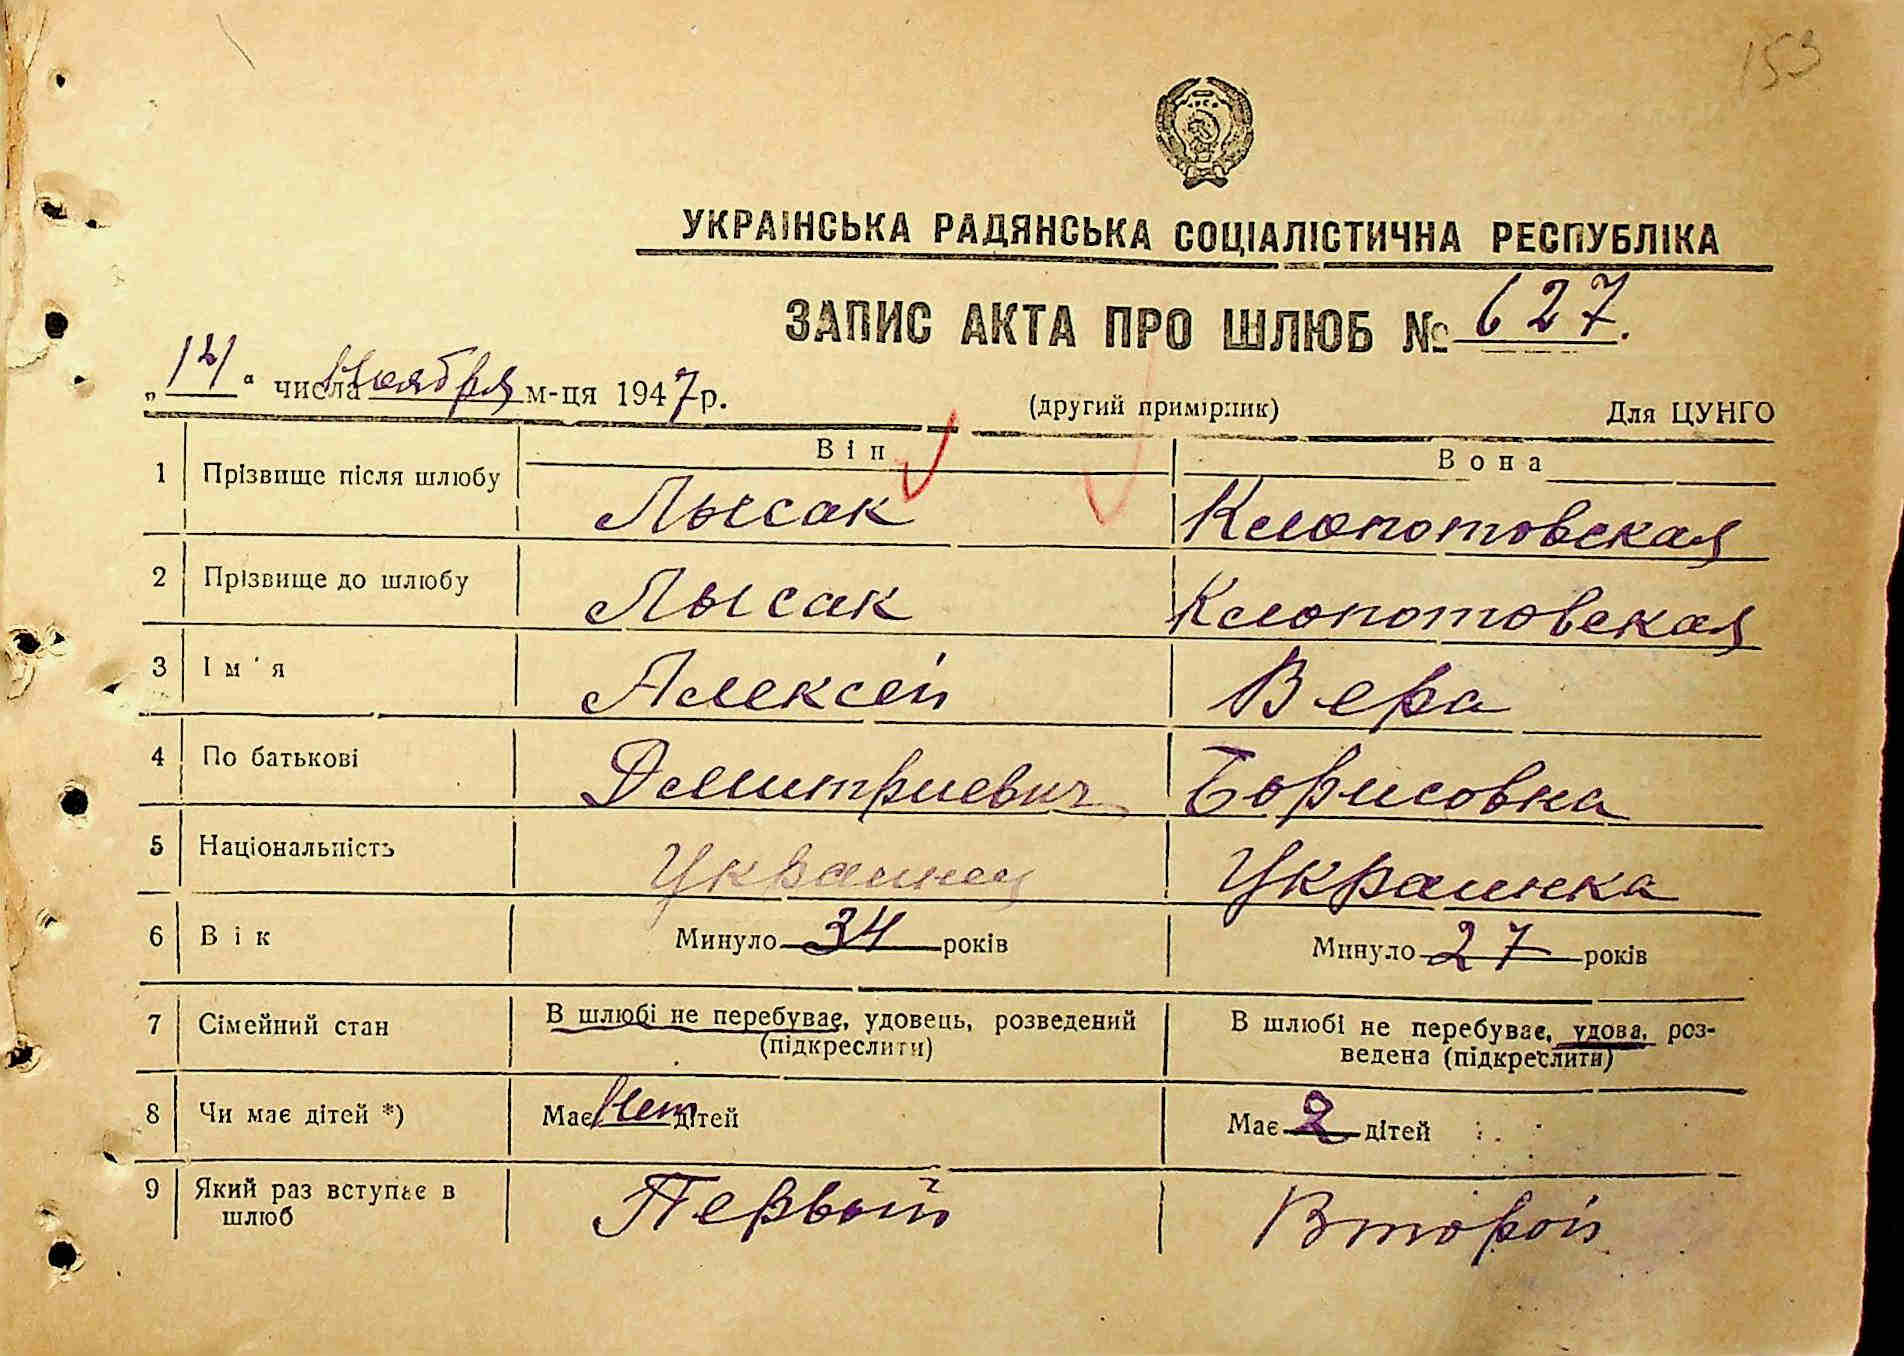 153
УКРАІНСЬКА РАДЯНСЬКА СОЦІАЛІСТИЧНА РЕСПУБЛІКА
ЗАПИС АКТА ПРО ШЛЮБ № 627.
„ “ числа Ноября м-ця 1947 р.
(другий примірник) Для ЦУНГО
Він Вона
1 Прізвище після шлюбу Лысак Клопотовская
2 Прізвище до шлюбу Лысак Клопотовская
3 Ім'я Алексей Вера
4 По батькові Дмитриевич Борисовна
5 Національність Украинец Украинка
6 Вік Минуло 34 років Минуло 27 років
7 Сімейний стан В шлюбі не перебуває, удовець, розведений В шлюбі не перебуває, удова, роз-
(підкреслити) ведена (підкреслити)
8 Чи має дітей *) Має Нет дітей Має 2 дітей
9 Який раз вступає в Первый Второй
шлюб